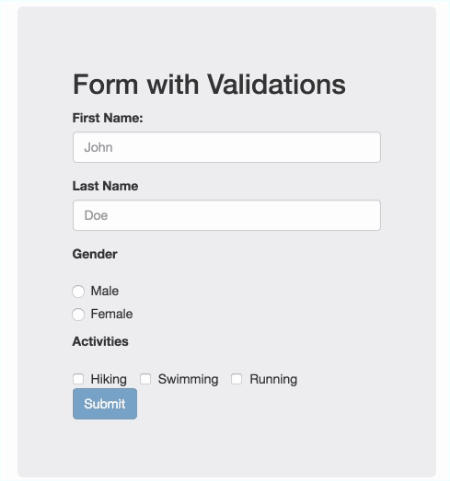 Form with Validations
First Name:
John
Last Name
Doe
Gender
Male
Female
Activities
Hiking Swimming Running
Submit